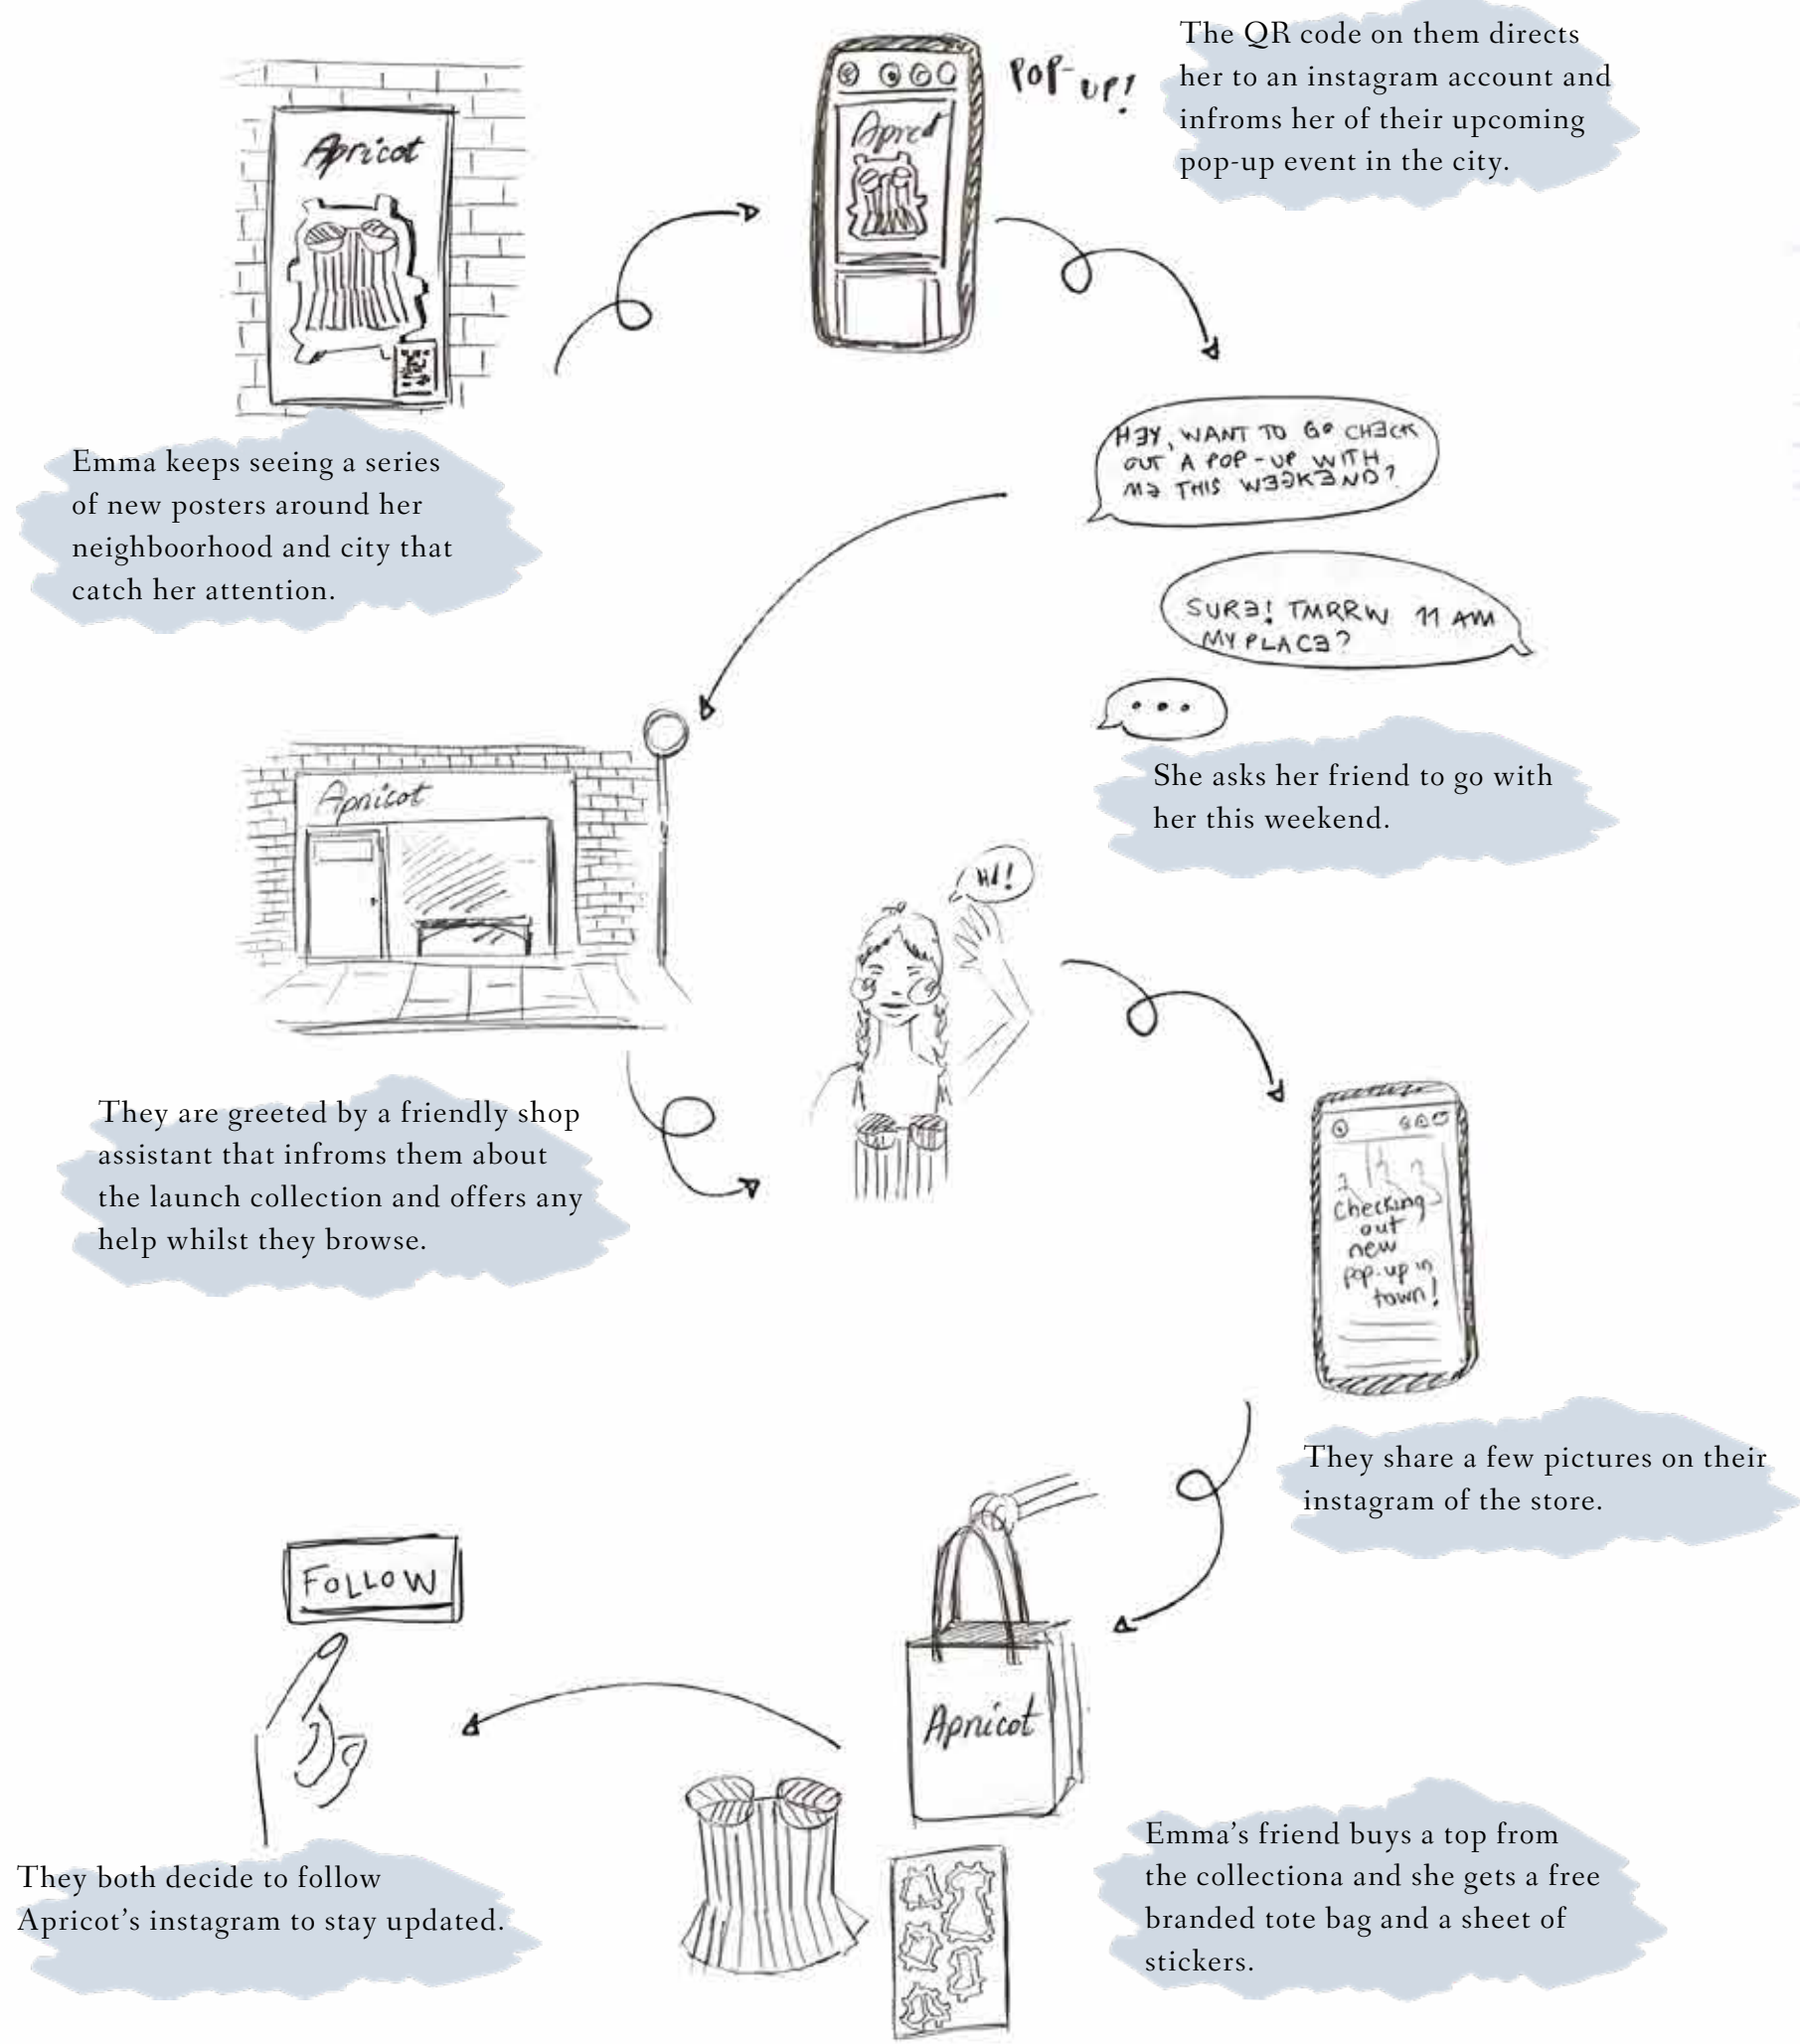 Apricot
POP-UP!
Apricot
The QR code on them directs
her to an instagram account and
infroms her of their upcoming
pop-up event in the city.
Emma keeps seeing a series
of new posters around her
neighboorhood and city that
catch her attention.
HEY, WANT TO GO CHECK
OUT A POP-UP WITH
ME THIS WEEKEND?
SURE! TMRRW 11 AM
MY PLACE?
...
She asks her friend to go with
her this weekend.
Apricot
Hi!
They are greeted by a friendly shop
assistant that infroms them about
the launch collection and offers any
help whilst they browse.
Checking
out
new
pop-up in
town!
They share a few pictures on their
instagram of the store.
Apricot
Emma's friend buys a top from
the collectiona and she gets a free
branded tote bag and a sheet of
stickers.
FOLLOW
They both decide to follow
Apricot's instagram to stay updated.